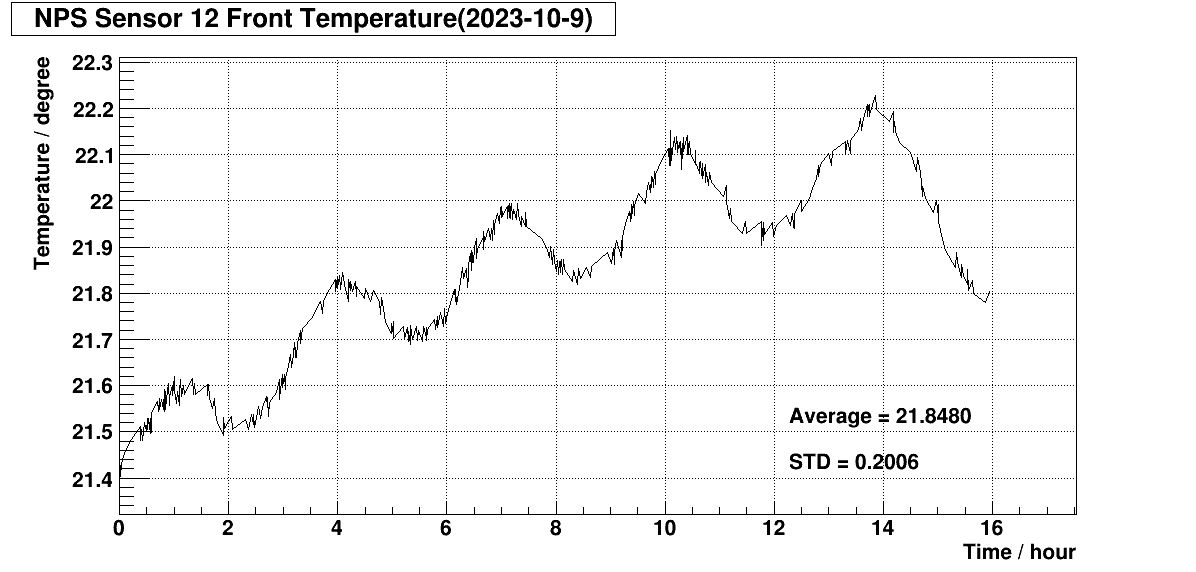 NPS Sensor 12 Front Temperature(2023-10-9)
Temperature / degree
22.3
22.2
22.1
22
21.9
21.8
21.7
21.6
21.5
21.4
Average = 21.8480
STD = 0.2006
0 2 4 6 8 10 12 14 16
Time / hour